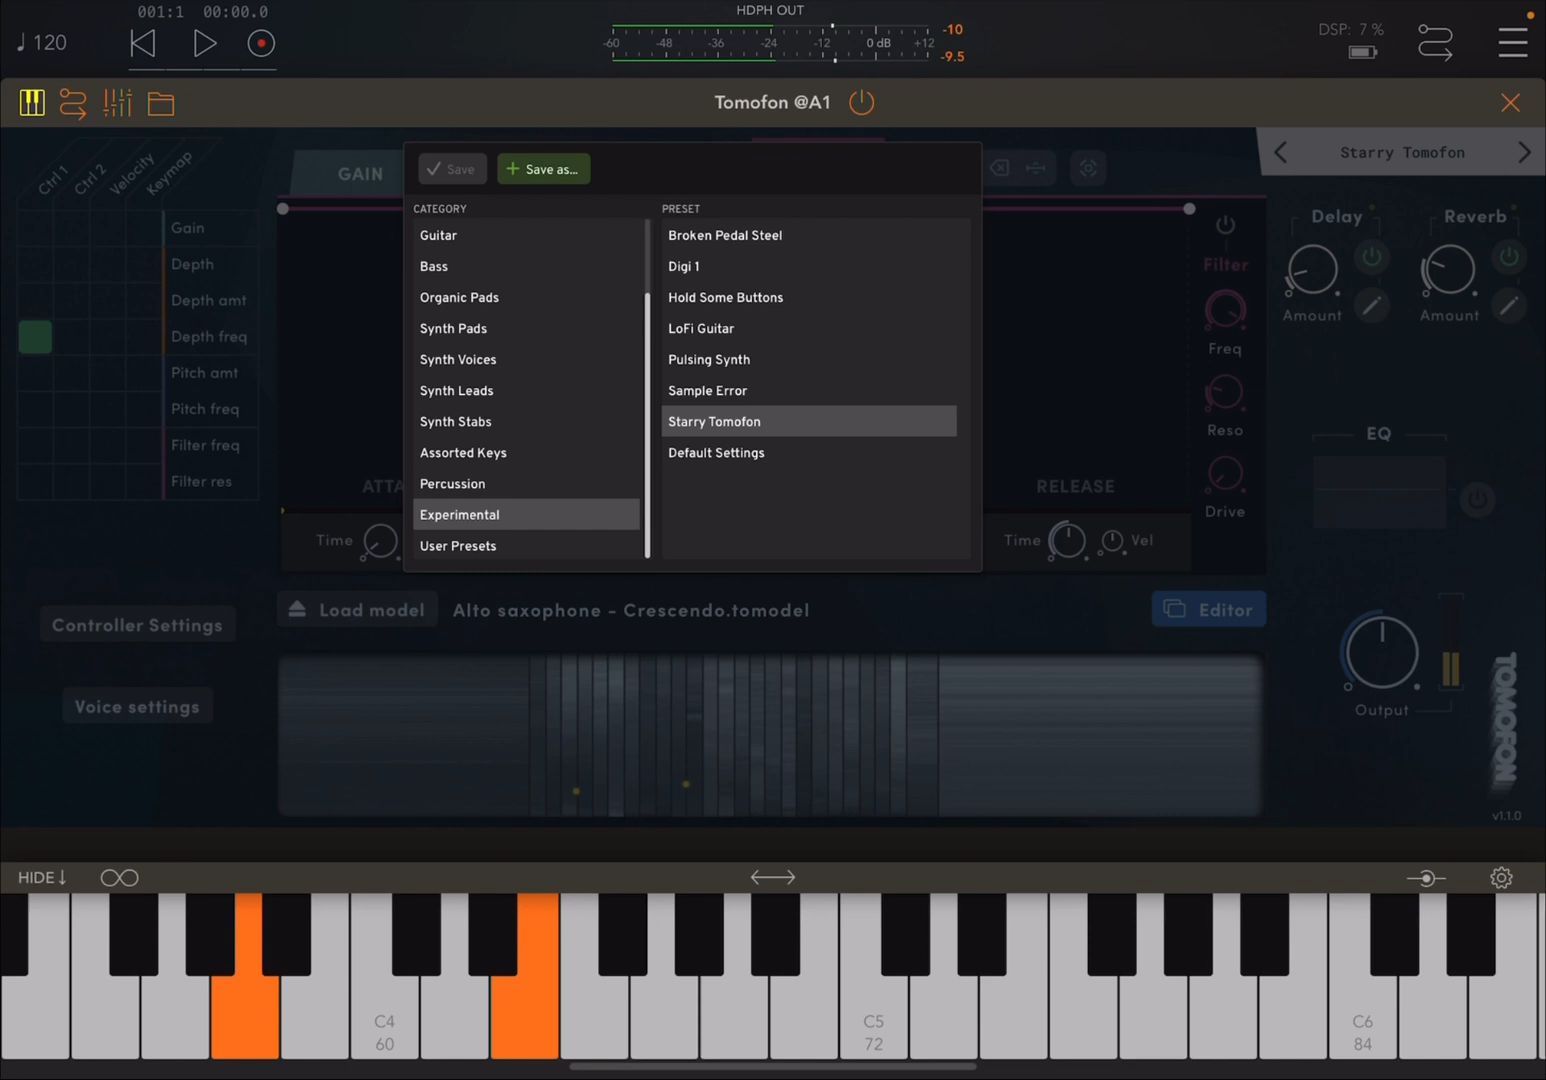 001:1 00:00.0
120
HDPH OUT
-60 -48 -36 -24 -12 0 dB +12
-10
-9.5
DSP: 7 %
Tomofon @A1
Ctrl 1
Ctrl 2
Velocity
Keymap
GAIN
Save
Save as...
Starry Tomofon
CATEGORY
PRESET
Guitar
Bass
Organic Pads
Synth Pads
Synth Voices
Synth Leads
Synth Stabs
Assorted Keys
Percussion
Experimental
User Presets
Broken Pedal Steel
Digi 1
Hold Some Buttons
LoFi Guitar
Pulsing Synth
Sample Error
Starry Tomofon
Default Settings
Gain
Depth
Depth amt
Depth freq
Pitch amt
Pitch freq
Filter freq
Filter res
Filter
Freq
Reso
Drive
Delay
Reverb
Amount
Amount
EQ
ATTA
RELEASE
Time
Time
Vel
Load model
Alto saxophone - Crescendo.tomodel
Editor
Controller Settings
Voice settings
Output
TOMOFON
v1.1.0
HIDE↓
C4
60
C5
72
C6
84